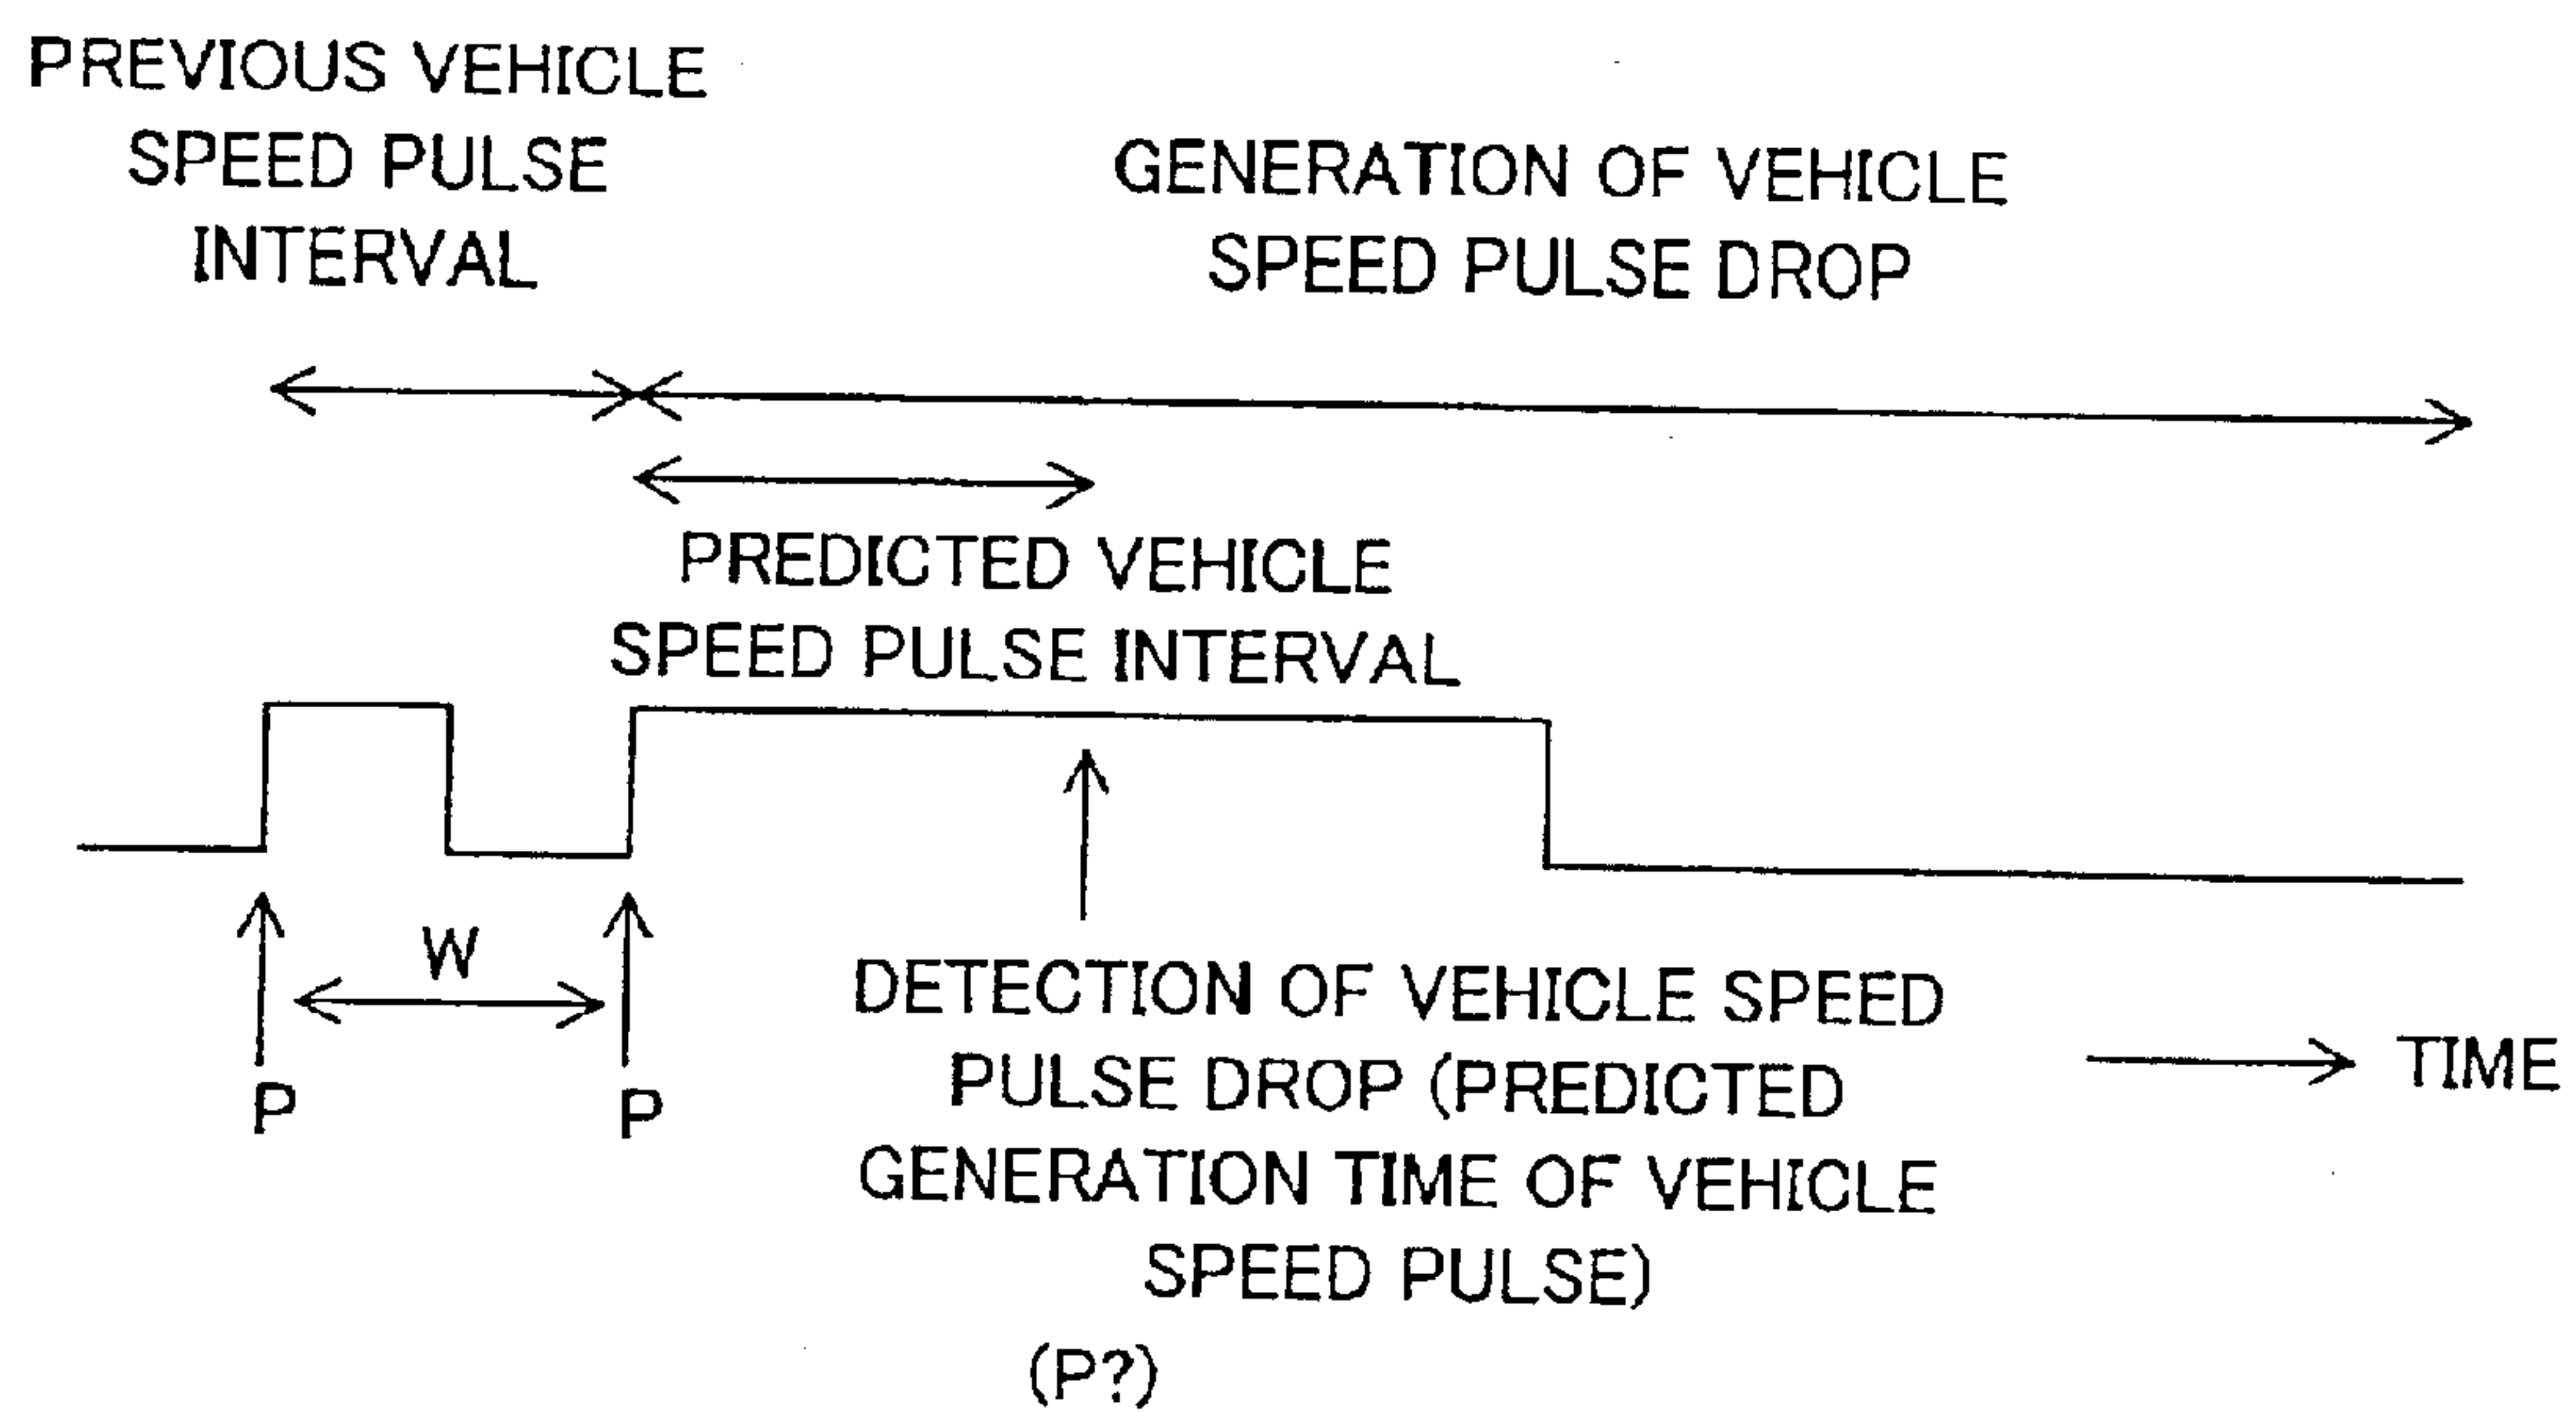 PREVIOUS VEHICLE
SPEED PULSE
INTERVAL
GENERATION OF VEHICLE
SPEED PULSE DROP
PREDICTED VEHICLE
SPEED PULSE INTERVAL
W
P
P
DETECTION OF VEHICLE SPEED
PULSE DROP (PREDICTED
GENERATION TIME OF VEHICLE
SPEED PULSE)
(P?)
TIME